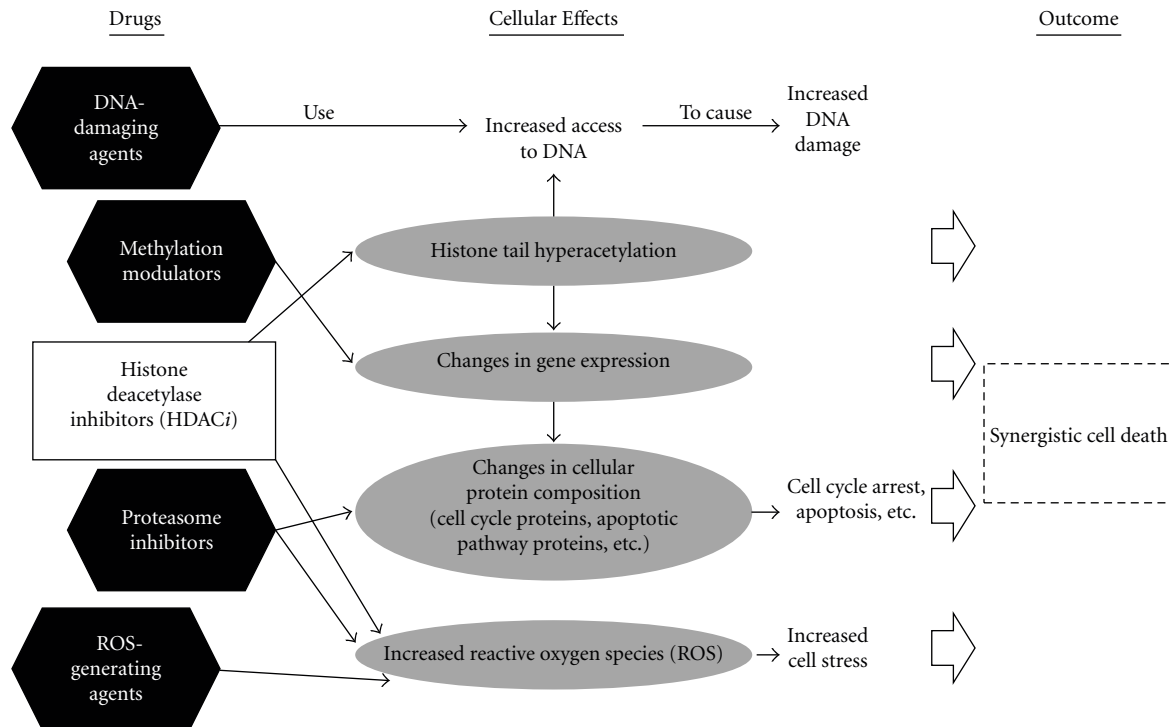 Drugs
Cellular Effects
Outcome
DNA-
damaging
agents
Use
Increased access
to DNA
To cause
Increased
DNA
damage
Methylation
modulators
Histone tail hyperacetylation
Changes in gene expression
Histone
deacetylase
inhibitors (HDACi)
Synergistic cell death
Proteasome
inhibitors
Changes in cellular
protein composition
(cell cycle proteins, apoptotic
pathway proteins, etc.)
Cell cycle arrest,
apoptosis, etc.
ROS-
generating
agents
Increased reactive oxygen species (ROS)
Increased
cell stress